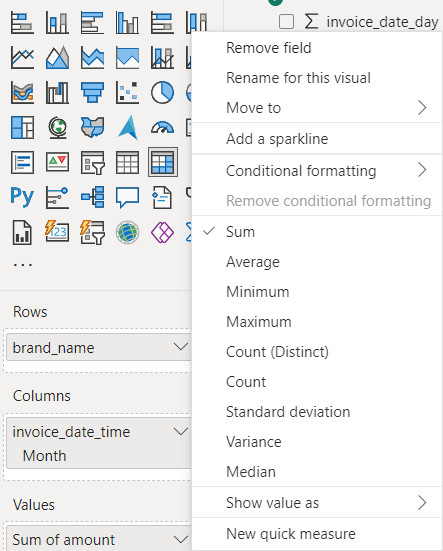 Σ invoice_date_day
Remove field
Rename for this visual
Move to
Add a sparkline
Conditional formatting
Remove conditional formatting
Sum
Average
Minimum
Maximum
Count (Distinct)
Count
Standard deviation
Variance
Median
Show value as
New quick measure
Py
123
...
Rows
brand_name
Columns
invoice_date_time
Month
Values
Sum of amount